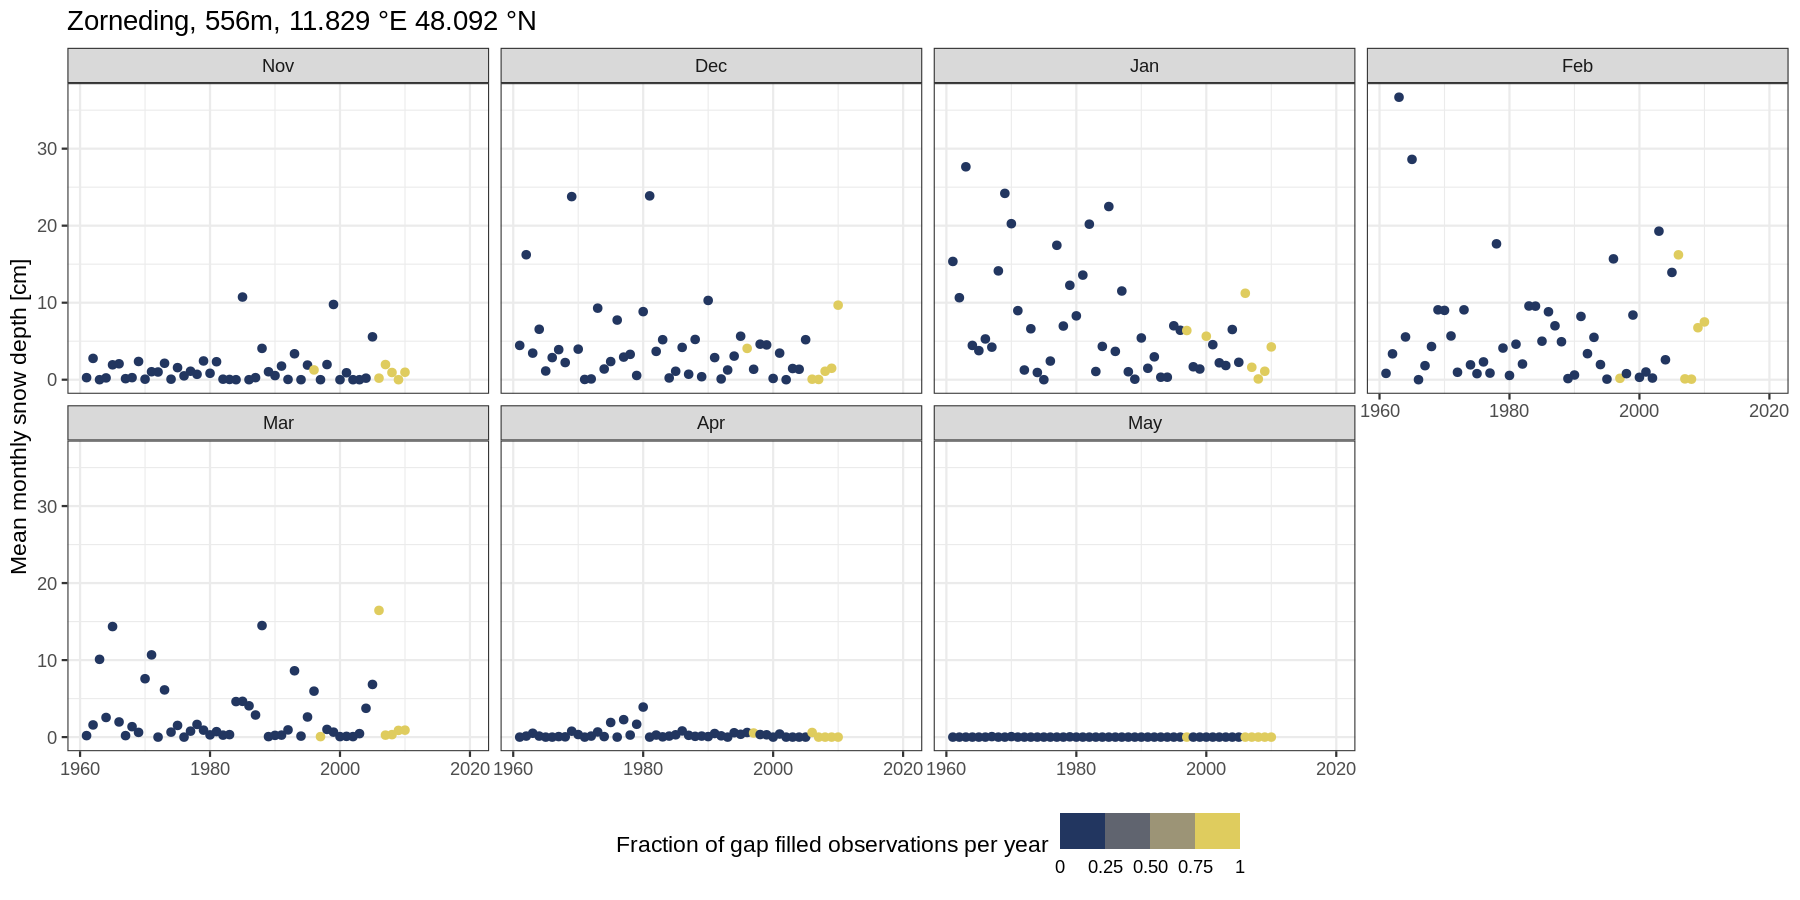 Zorneding, 556m, 11.829 °E 48.092 °N
Nov
Dec
Jan
Feb
Mean monthly snow depth [cm]
30
20
10
0
1960 1980 2000 2020
Mar
Apr
May
30
20
10
0
1960 1980 2000 2020 1960 1980 2000 2020 1960 1980 2000 2020
Fraction of gap filled observations per year
0 0.25 0.50 0.75 1